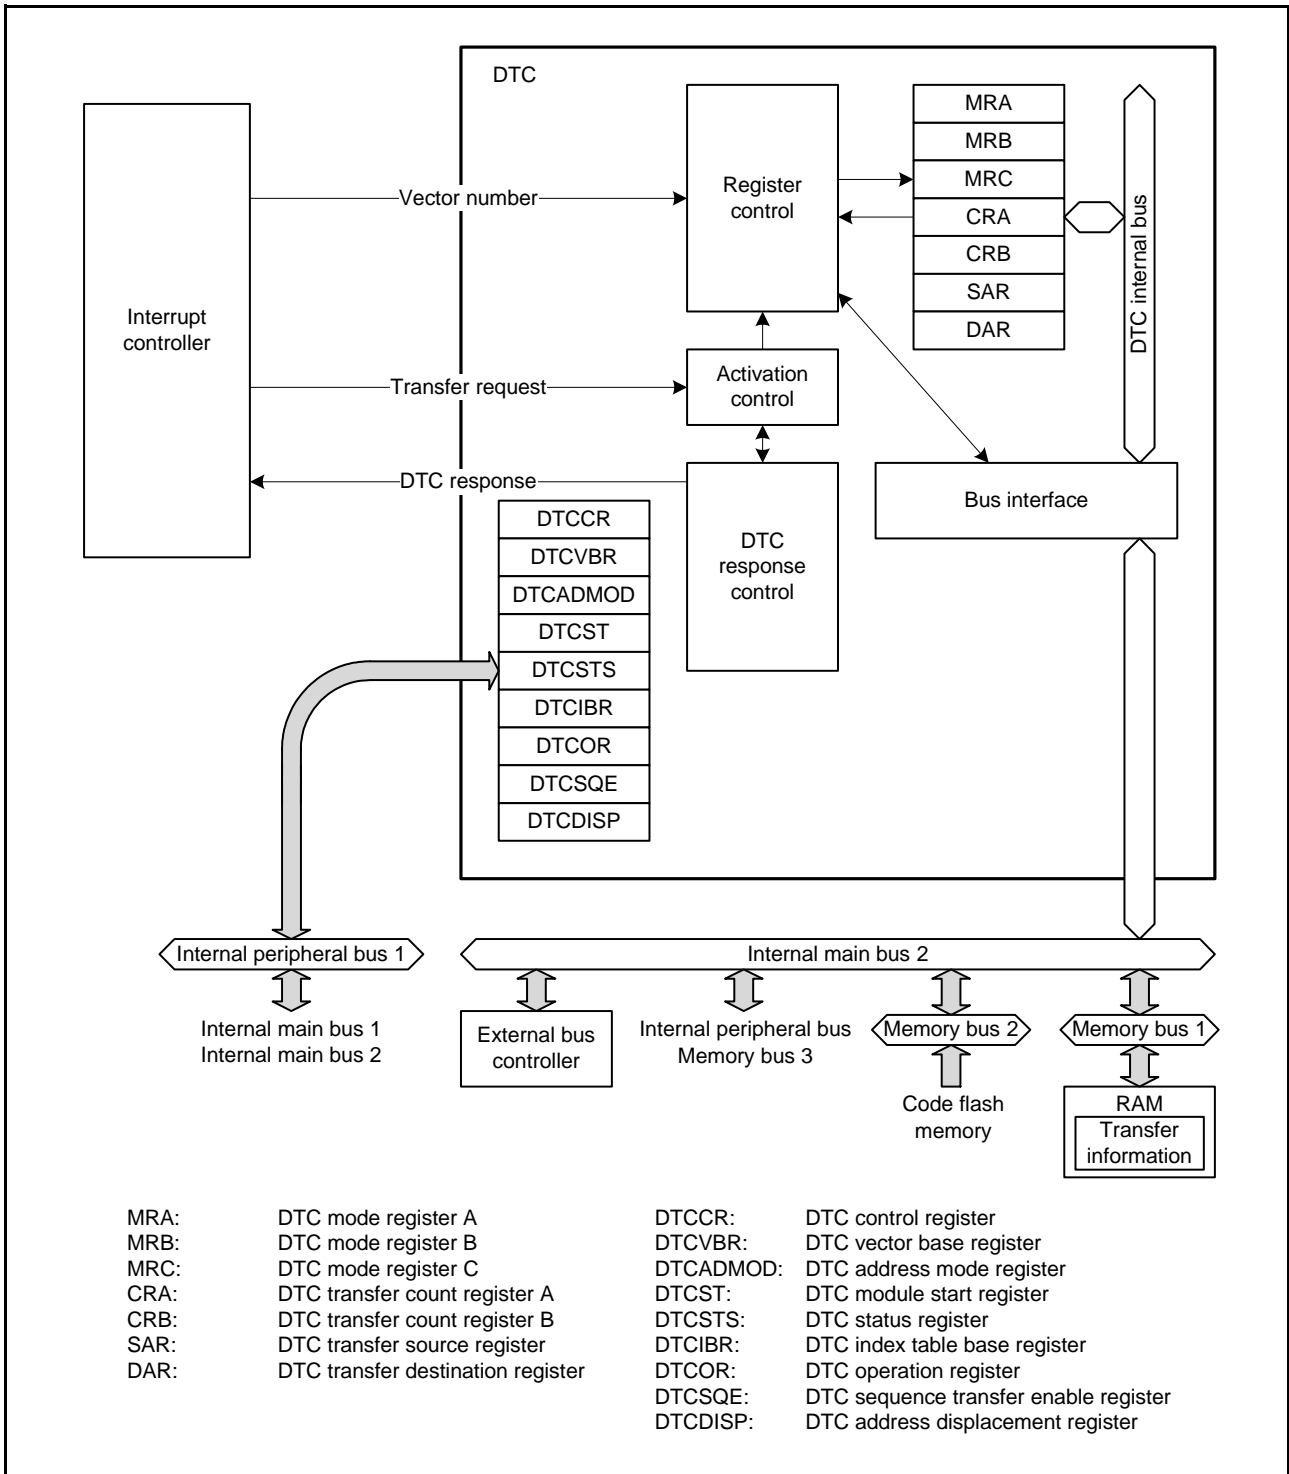 DTC
Interrupt
controller
Vector number
Transfer request
DTC response
Register
control
Activation
control
DTC
response
control
MRA
MRB
MRC
CRA
CRB
SAR
DAR
DTC internal bus
Bus interface
DTCCR
DTCVBR
DTCADMOD
DTCST
DTCSTS
DTCIBR
DTCOR
DTCSQE
DTCDISP
Internal peripheral bus 1
Internal main bus 2
Internal main bus 1
Internal main bus 2
External bus
controller
Internal peripheral bus
Memory bus 3
Memory bus 2
Memory bus 1
Code flash
memory
RAM
Transfer
information
MRA: DTC mode register A
MRB: DTC mode register B
MRC: DTC mode register C
CRA: DTC transfer count register A
CRB: DTC transfer count register B
SAR: DTC transfer source register
DAR: DTC transfer destination register
DTCCR: DTC control register
DTCVBR: DTC vector base register
DTCADMOD: DTC address mode register
DTCST: DTC module start register
DTCSTS: DTC status register
DTCIBR: DTC index table base register
DTCOR: DTC operation register
DTCSQE: DTC sequence transfer enable register
DTCDISP: DTC address displacement register